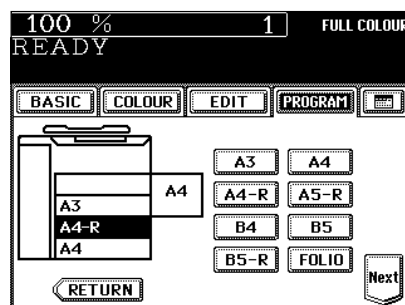 100 % 1 FULL COLOUR
READY
BASIC COLOUR EDIT PROGRAM
A3 A4
A4
A4-R A5-R
A3
A4-R B4 B5
A4 B5-R FOLIO
Next
RETURN